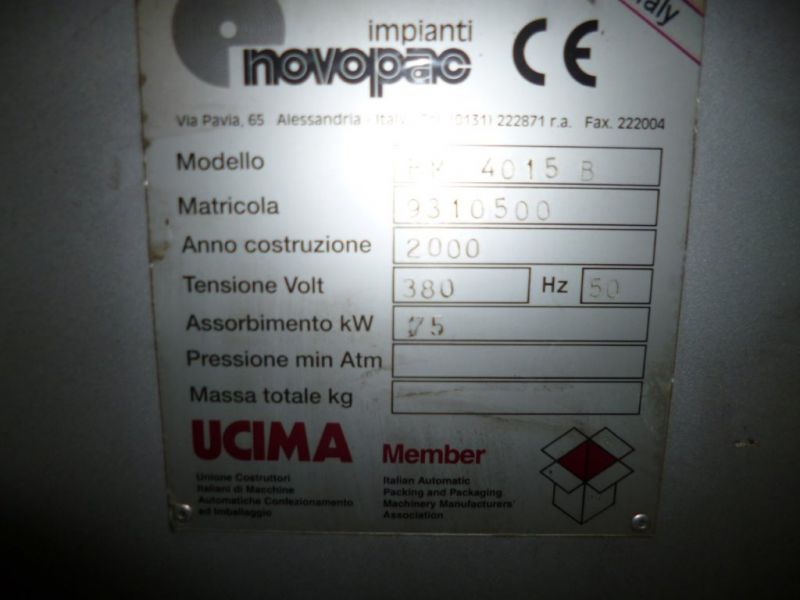 Italy
impianti
novopac CE
Via Pavia, 65 Alessandria - Italy (0131) 222871 r.a. Fax. 222004
Modello 4015 B
Matricola 9310500
Anno costruzione 2000
Tensione Volt 380 Hz 50
Assorbimento kW 75
Pressione min Atm
Massa totale kg
UCIMA Member
Unione Costruttori
Italiani di Macchine
Automatiche Confezionamento
ed Imballaggio
Italian Automatic
Packing and Packaging
Machinery Manufacturers'
Association